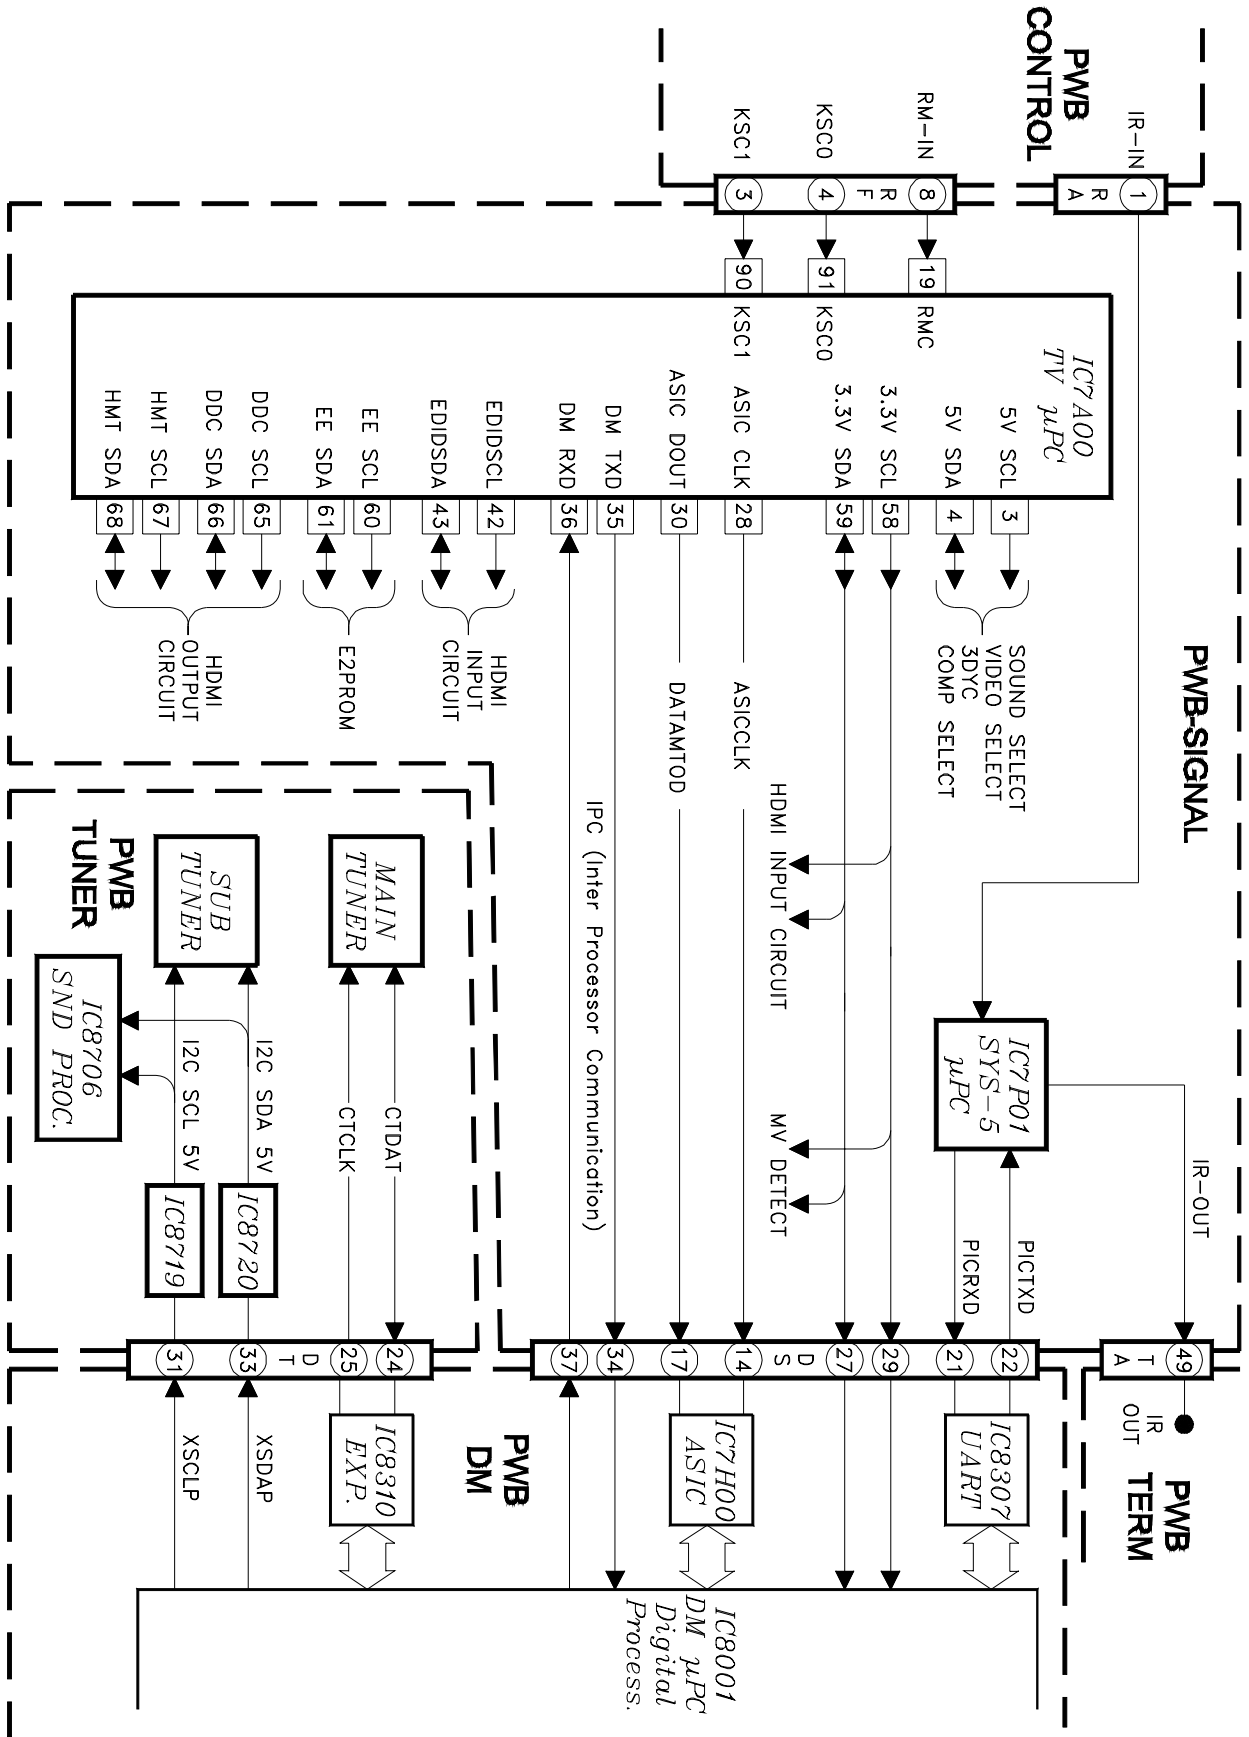 PWB
CONTROL
IR-IN
RM-IN
KSC0
KSC1
1
R
A
8
R
F
4
3
PWB-SIGNAL
19
RMC
91
KSC0
90
KSC1
IC7A00
TV µPC
5V SCL
3
5V SDA
4
SOUND SELECT
VIDEO SELECT
3DYC
COMP SELECT
3.3V SCL
58
3.3V SDA
59
HDMI INPUT CIRCUIT
MV DETECT
ASIC CLK
28
ASICCLK
ASIC DOUT
30
DATAMTOD
DM TXD
35
DM RXD
36
IPC (Inter Processor Communication)
EDIDSCL
42
EDIDSDA
43
HDMI
INPUT
CIRCUIT
EE SCL
60
EE SDA
61
E2PROM
DDC SCL
65
DDC SDA
66
HMT SCL
67
HMT SDA
68
HDMI
OUTPUT
CIRCUIT
IC7P01
SYS-5
µPC
IR-OUT
PICTXD
PICRXD
49
T
A
IR
OUT
PWB
TERM
22
21
29
27
D
S
14
17
34
37
IC8307
UART
IC7H00
ASIC
PWB
DM
IC8001
DM µPC
Digital
Process.
PWB
TUNER
MAIN
TUNER
SUB
TUNER
IC8706
SND PROC.
CTDAT
CTCLK
I2C SDA 5V
I2C SCL 5V
IC8720
IC8719
24
25
D
T
33
31
IC8310
EXP.
XSDAP
XSCLP